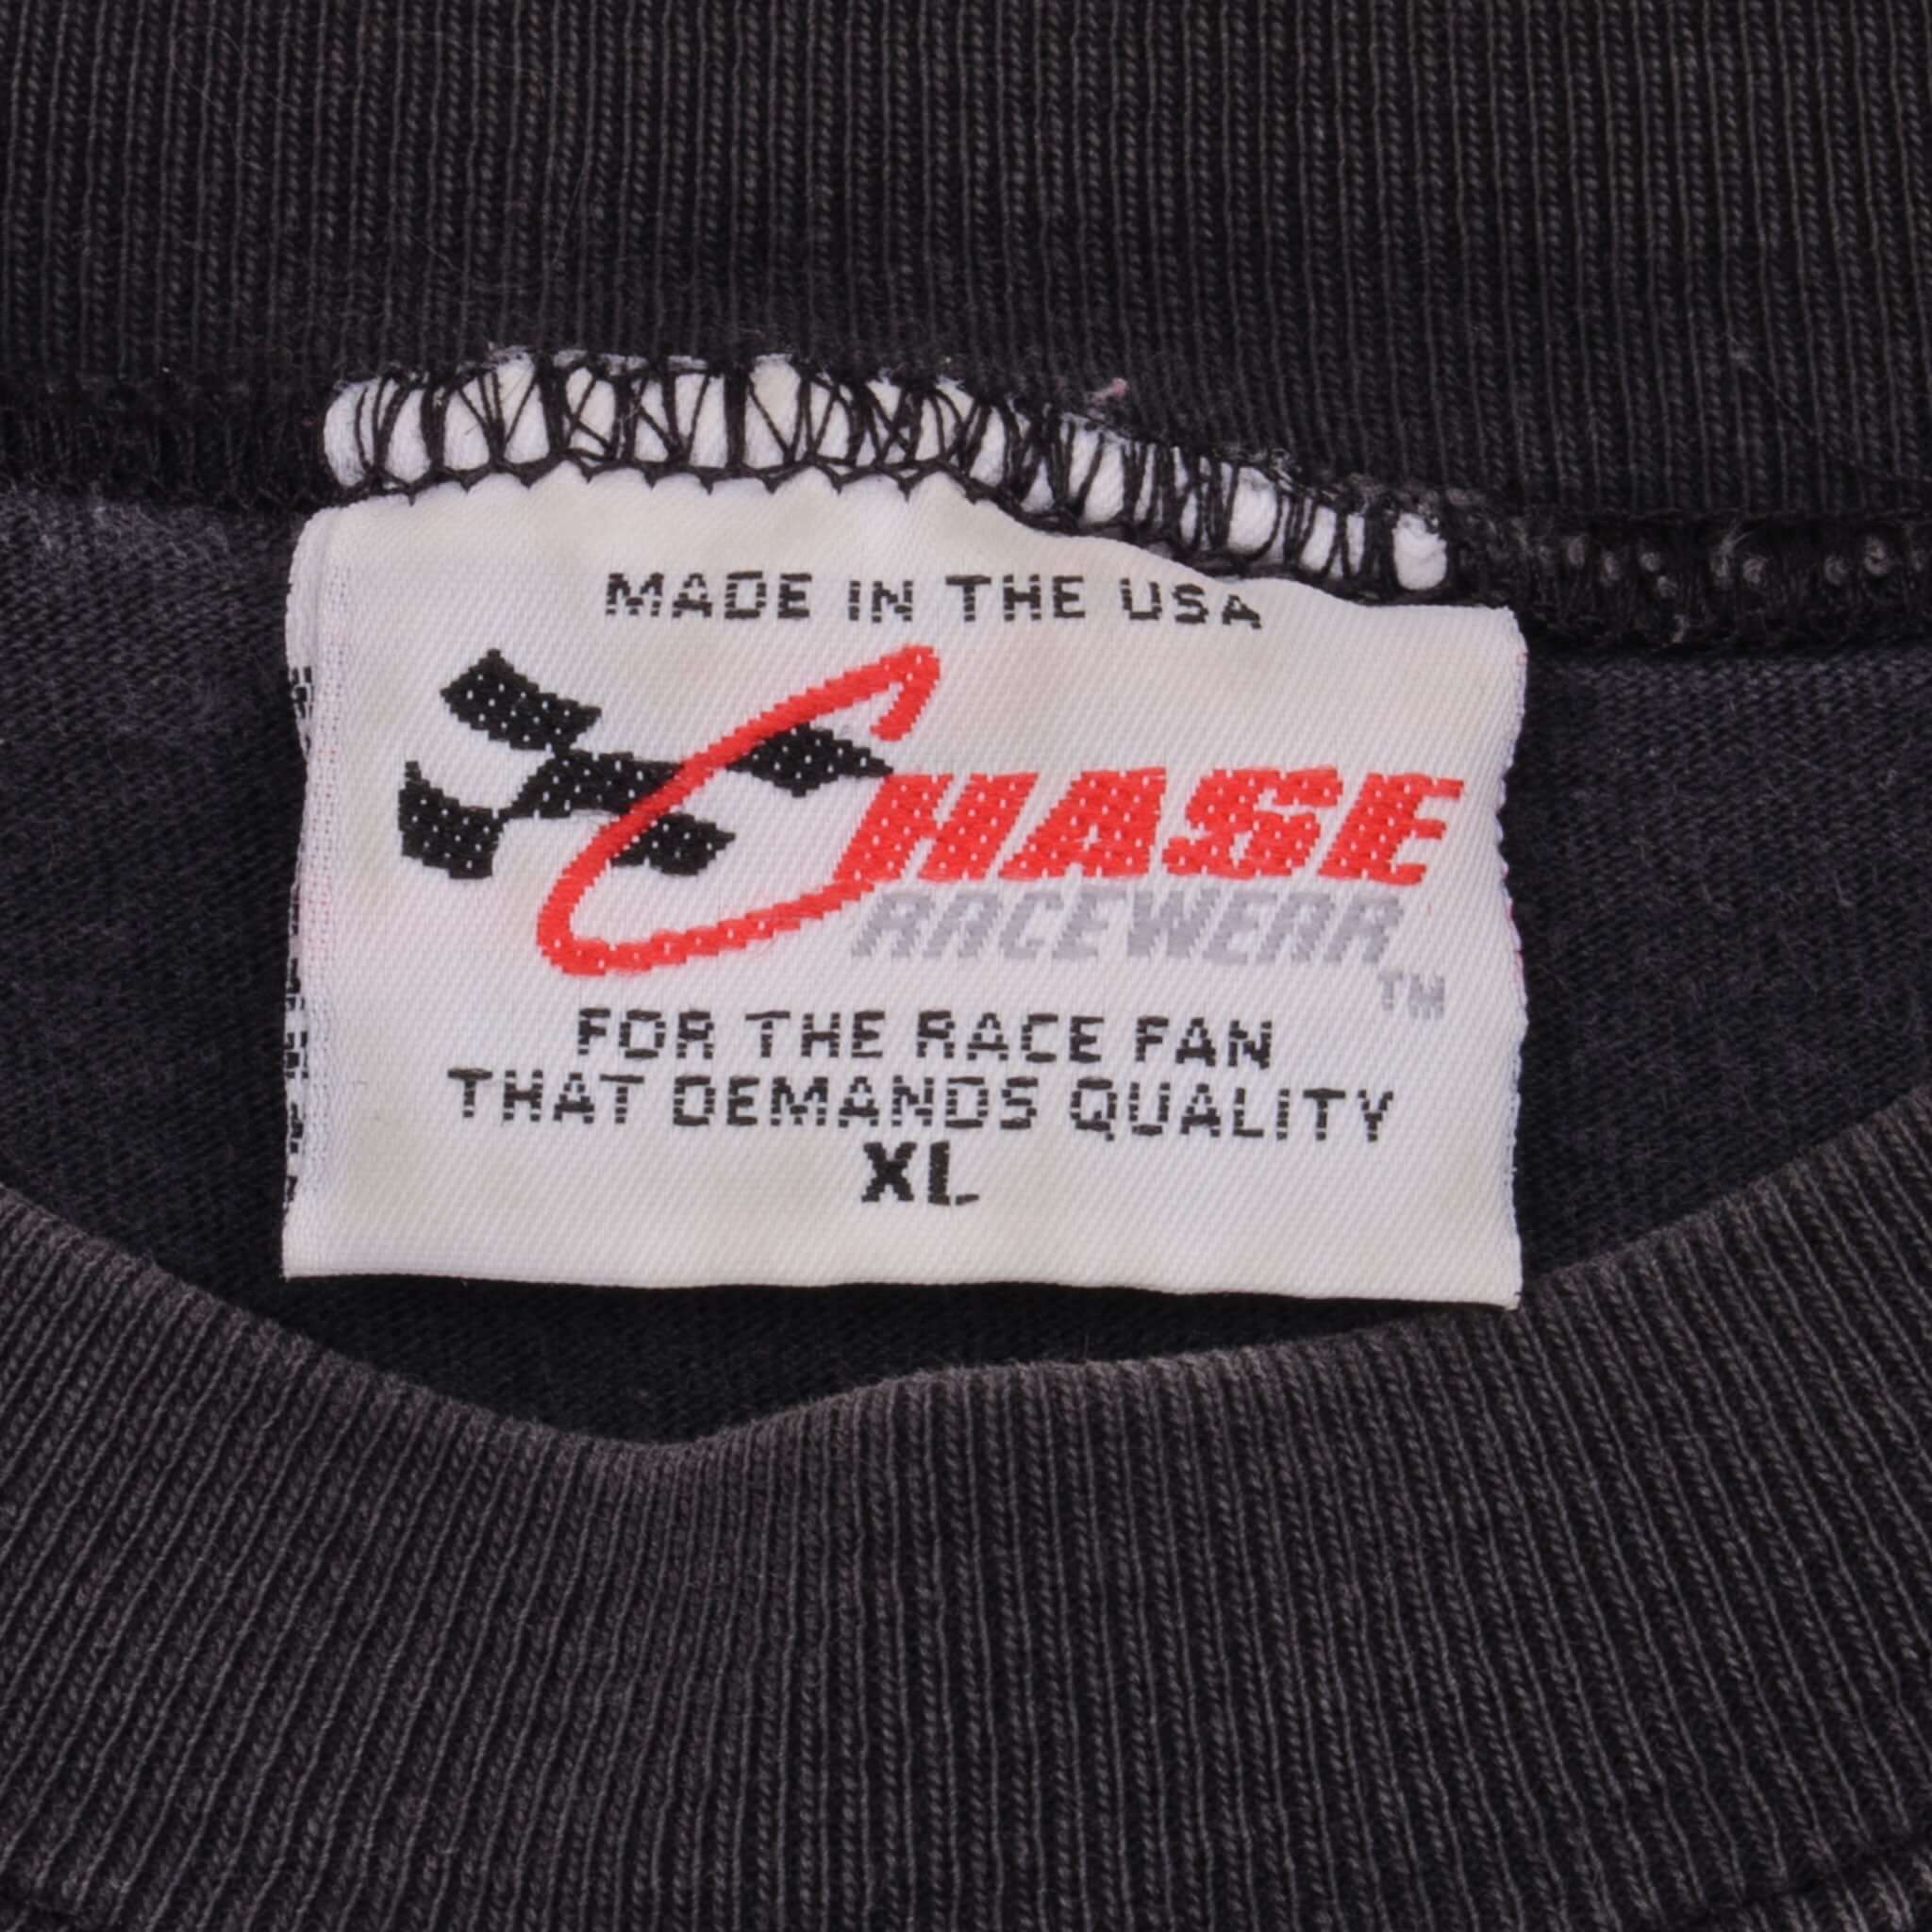 MADE IN THE USA
CHASE
RACEWEAR
TM
FOR THE RACE FAN
THAT DEMANDS QUALITY
XL